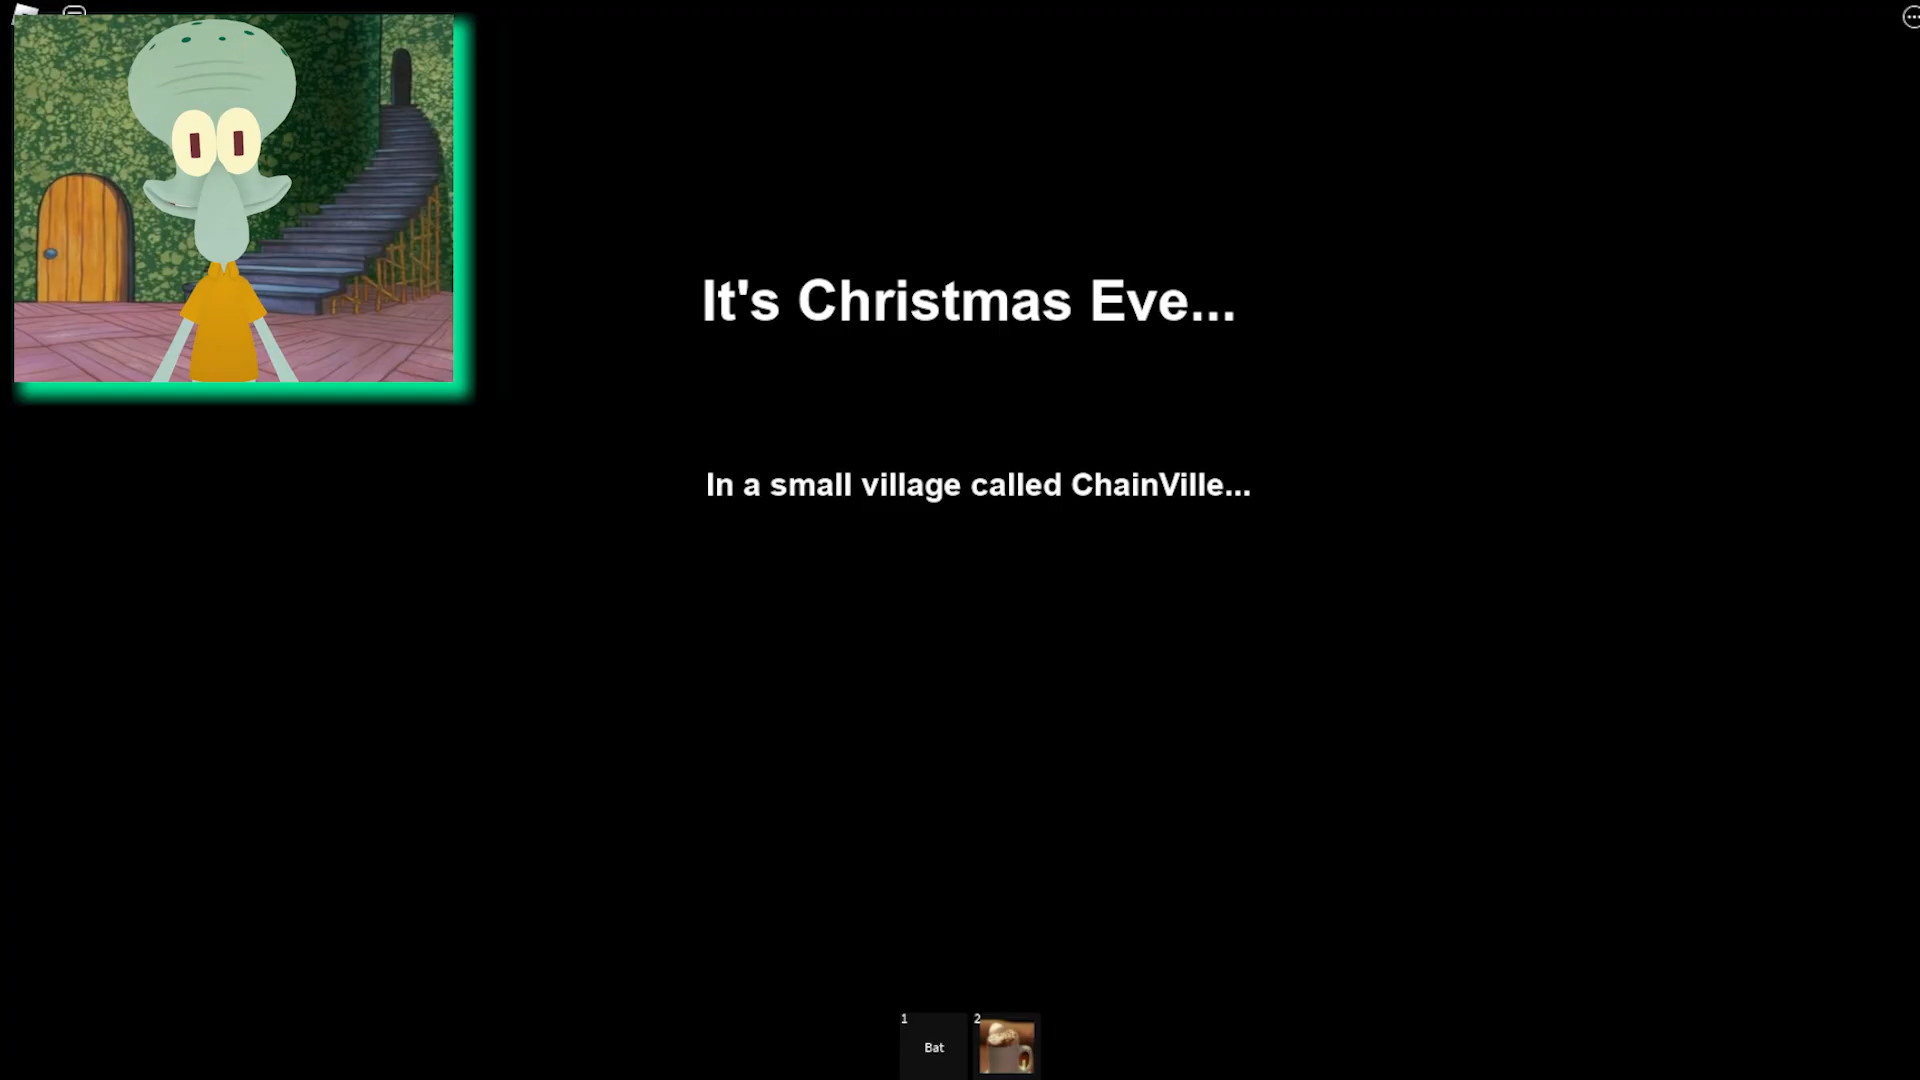 It's Christmas Eve...
In a small village called ChainVille...
1
2
Bat